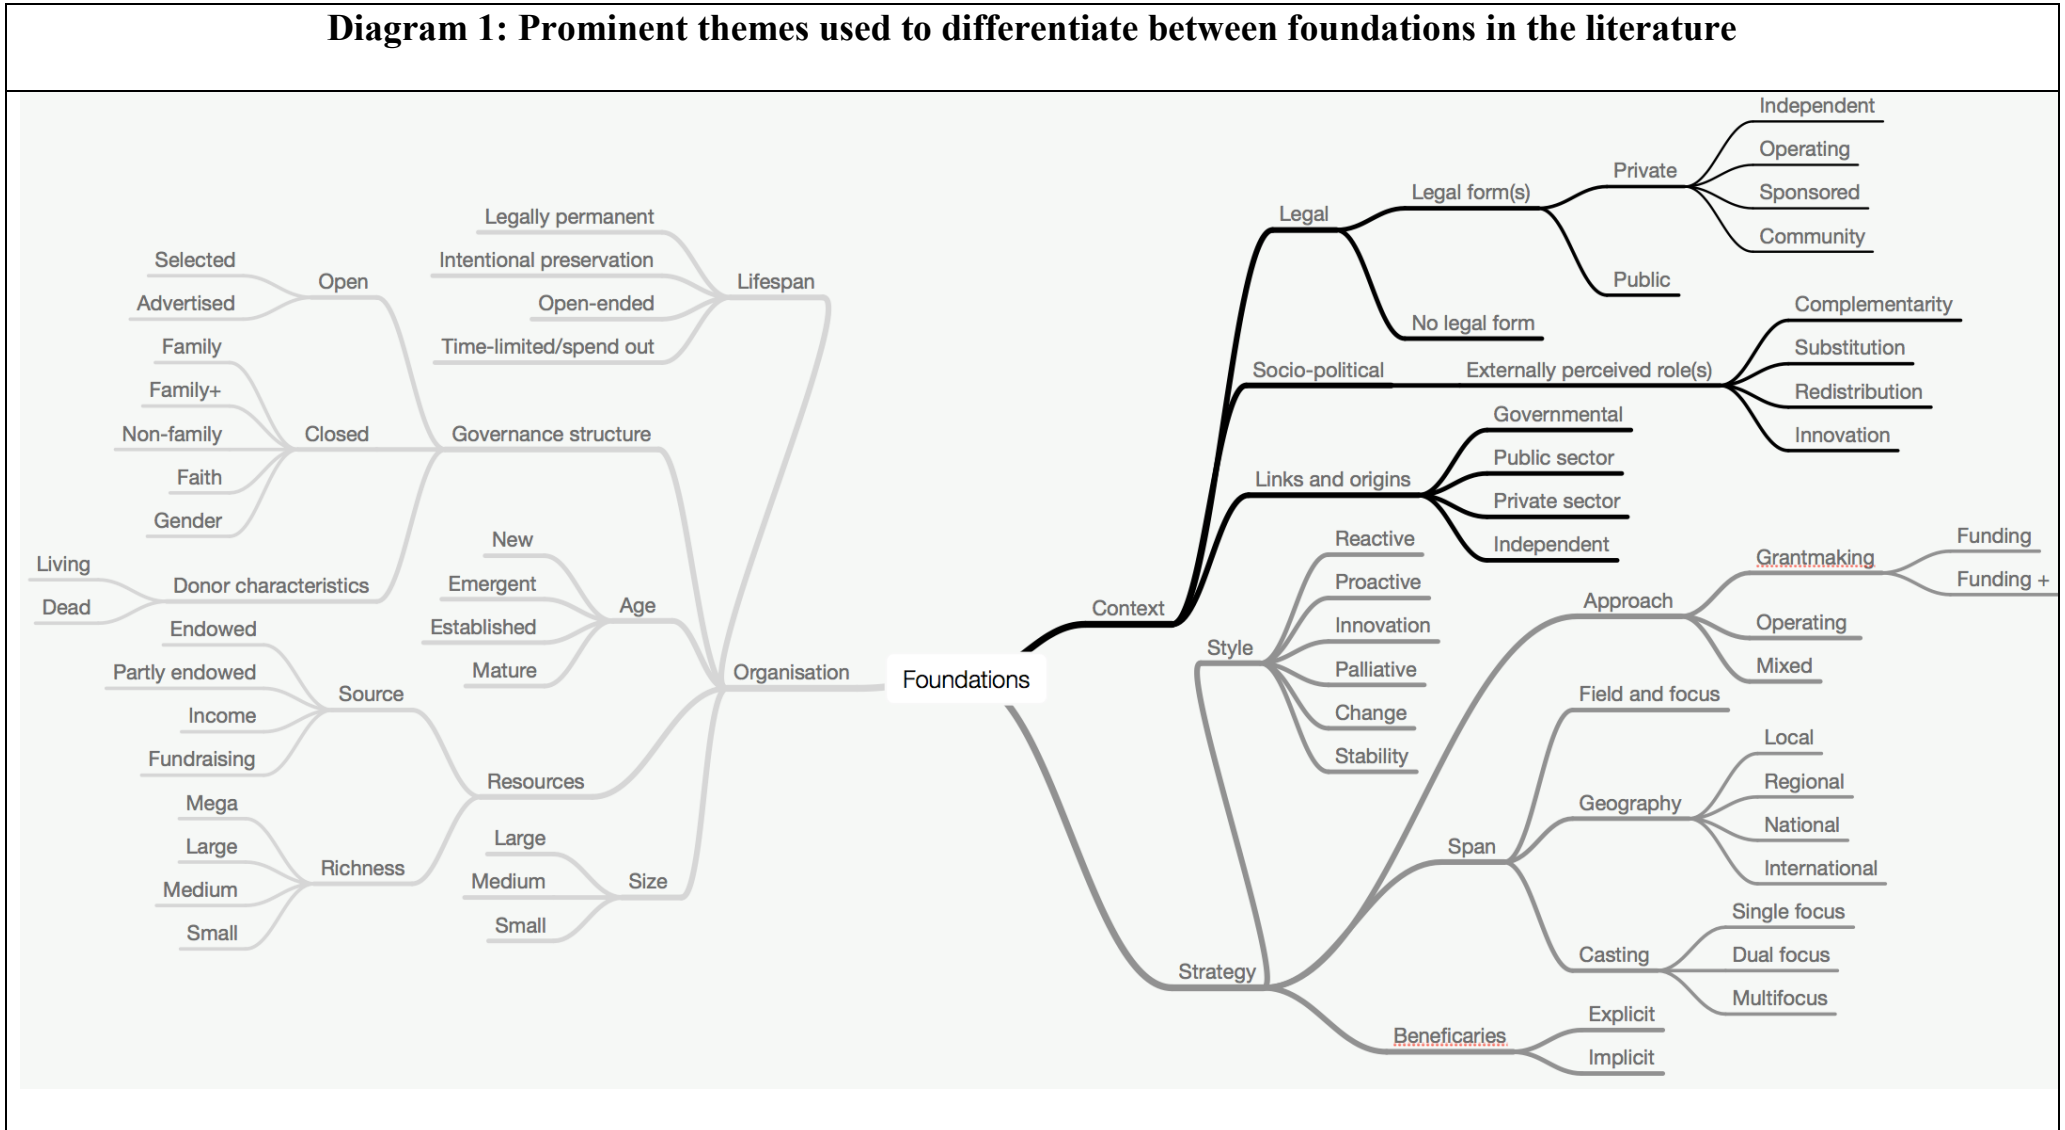 Diagram 1: Prominent themes used to differentiate between foundations in the literature
Foundations
Context
Legal
Legal form(s)
Private
Independent
Operating
Sponsored
Community
Public
No legal form
Socio-political
Externally perceived role(s)
Complementarity
Substitution
Redistribution
Innovation
Links and origins
Governmental
Public sector
Private sector
Independent
Strategy
Style
Reactive
Proactive
Innovation
Palliative
Change
Stability
Approach
Grantmaking
Funding
Funding +
Operating
Mixed
Span
Field and focus
Geography
Local
Regional
National
International
Casting
Single focus
Dual focus
Multifocus
Beneficaries
Explicit
Implicit
Organisation
Lifespan
Legally permanent
Intentional preservation
Open-ended
Time-limited/spend out
Governance structure
Open
Selected
Advertised
Closed
Family
Family+
Non-family
Faith
Gender
Donor characteristics
Living
Dead
Age
New
Emergent
Established
Mature
Resources
Source
Endowed
Partly endowed
Income
Fundraising
Richness
Mega
Large
Medium
Small
Size
Large
Medium
Small